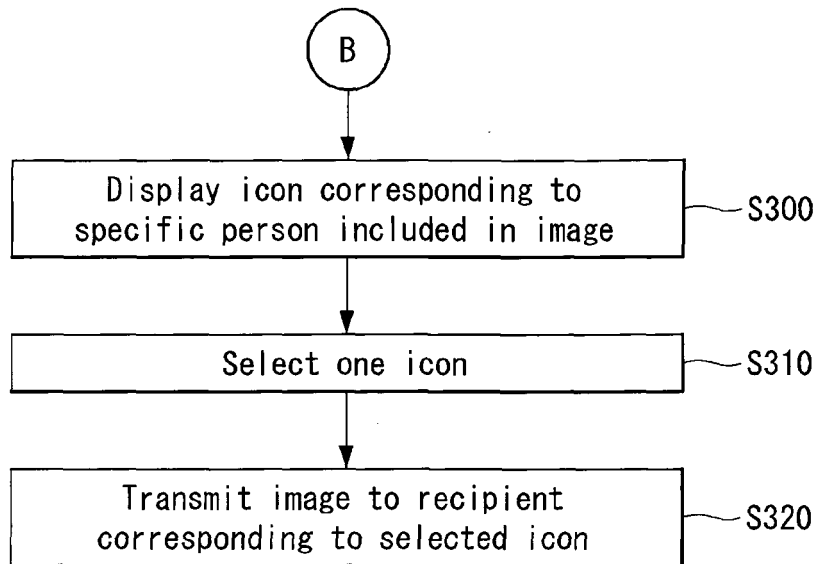 B
Display icon corresponding to
specific person included in image
S300
Select one icon
S310
Transmit image to recipient
corresponding to selected icon
S320